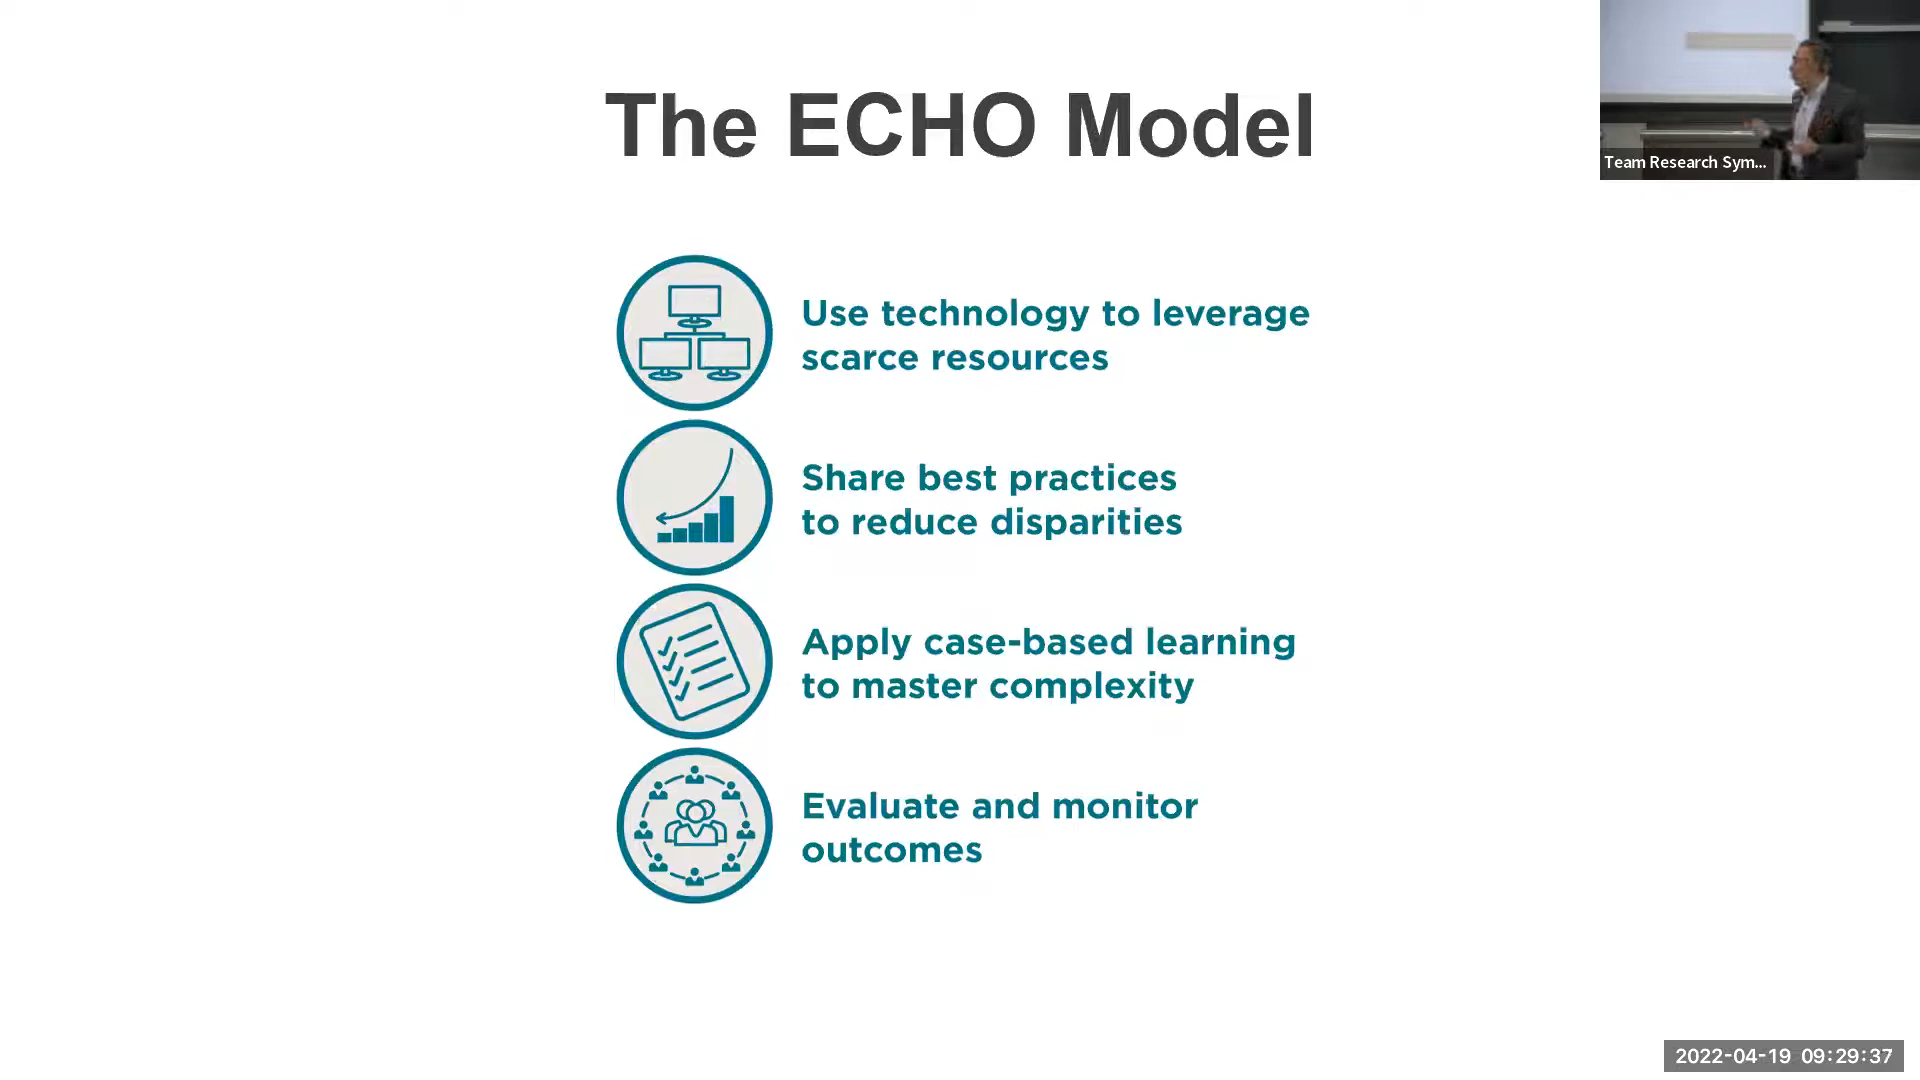 The ECHO Model
Team Research Sym...
Use technology to leverage
scarce resources
Share best practices
to reduce disparities
Apply case-based learning
to master complexity
Evaluate and monitor
outcomes
2022-04-19 09:29:37